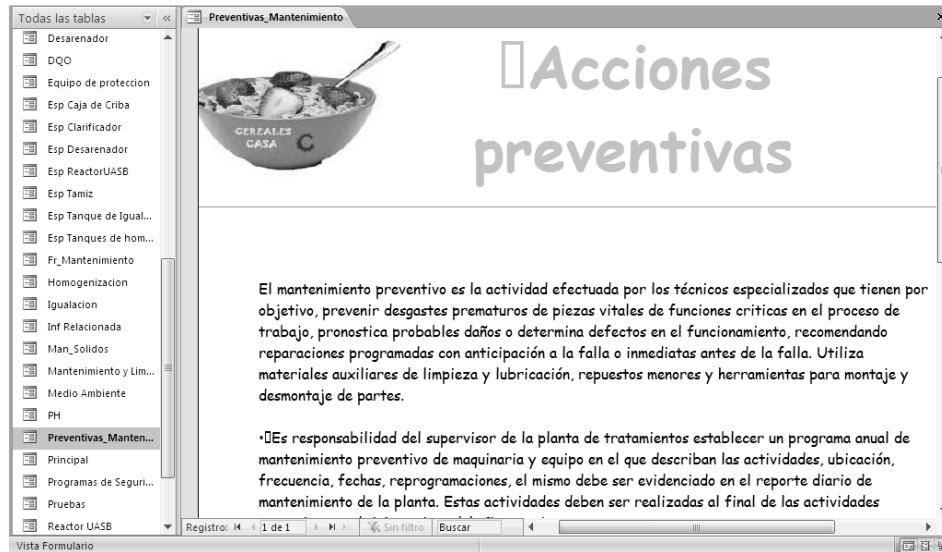 Todas las tablas
Desarenador
DQO
Equipo de proteccion
Esp Caja de Criba
Esp Clarificador
Esp Desarenador
Esp ReactorUASB
Esp Tamiz
Esp Tanque de Igual...
Esp Tanques de hom...
Fr_Mantenimiento
Homogenizacion
Igualacion
Inf Relacionada
Man_Solidos
Mantenimiento y Lim...
Medio Ambiente
PH
Preventivas_Manten...
Principal
Programas de Seguri...
Pruebas
Reactor UASB
Preventivas_Mantenimiento
CEREALES
CASA C
Acciones
preventivas
El mantenimiento preventivo es la actividad efectuada por los técnicos especializados que tienen por
objetivo, prevenir desgastes prematuros de piezas vitales de funciones criticas en el proceso de
trabajo, pronostica probables daños o determina defectos en el funcionamiento, recomendando
reparaciones programadas con anticipación a la falla o inmediatas antes de la falla. Utiliza
materiales auxiliares de limpieza y lubricación, repuestos menores y herramientas para montaje y
desmontaje de partes.
•Es responsabilidad del supervisor de la planta de tratamientos establecer un programa anual de
mantenimiento preventivo de maquinaria y equipo en el que describan las actividades, ubicación,
frecuencia, fechas, reprogramaciones, el mismo debe ser evidenciado en el reporte diario de
mantenimiento de la planta. Estas actividades deben ser realizadas al final de las actividades
Registro: 1 de 1 Sin filtro Buscar
Vista Formulario